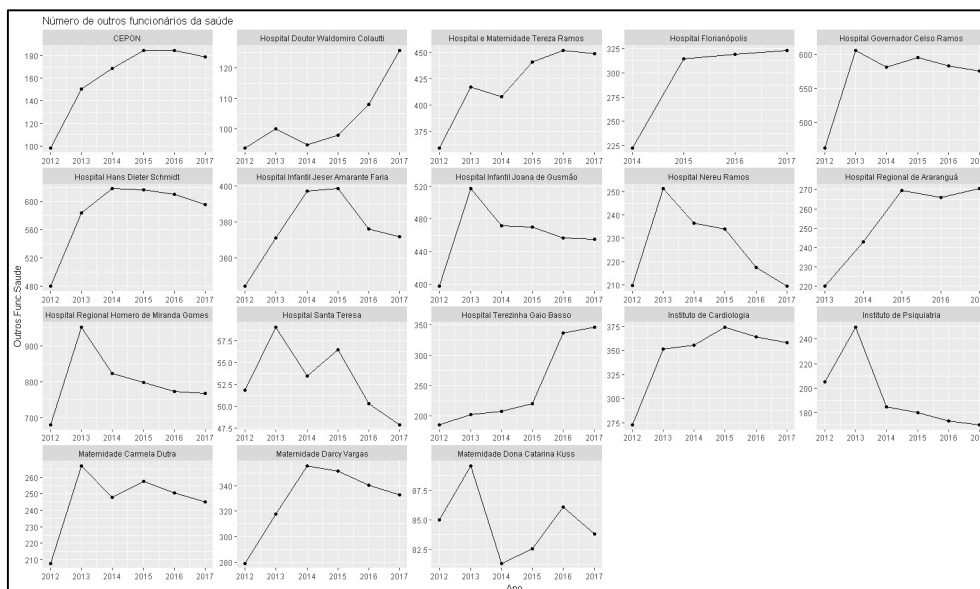 Número de outros funcionários da saúde
CEPON
Hospital Doutor Waldomiro Colautti
Hospital e Maternidade Tereza Ramos
Hospital Florianópolis
Hospital Governador Celso Ramos
180
160
140
120
100
120
110
100
450
425
400
375
325
300
275
250
225
600
550
500
2012 2013 2014 2015 2016 2017
2012 2013 2014 2015 2016 2017
2012 2013 2014 2015 2016 2017
2014 2015 2016 2017
2012 2013 2014 2015 2016 2017
Hospital Hans Dieter Schmidt
Hospital Infantil Jeser Amarante Faria
Hospital Infantil Joana de Gusmão
Hospital Nereu Ramos
Hospital Regional de Araranguá
600
560
520
480
400
380
360
520
480
440
400
250
240
230
220
210
270
260
250
240
230
220
2012 2013 2014 2015 2016 2017
2012 2013 2014 2015 2016 2017
2012 2013 2014 2015 2016 2017
2012 2013 2014 2015 2016 2017
2013 2014 2015 2016 2017
Hospital Regional Homero de Miranda Gomes
Hospital Santa Teresa
Hospital Terezinha Gaio Basso
Instituto de Cardiologia
Instituto de Psiquiatria
900
800
700
57.5
55.0
52.5
50.0
47.5
350
300
250
200
375
350
325
300
275
240
220
200
180
2012 2013 2014 2015 2016 2017
2012 2013 2014 2015 2016 2017
2012 2013 2014 2015 2016 2017
2012 2013 2014 2015 2016 2017
2012 2013 2014 2015 2016 2017
Maternidade Carmela Dutra
Maternidade Darcy Vargas
Maternidade Dona Catarina Kuss
260
250
240
230
220
210
340
320
300
280
87.5
85.0
82.5
2012 2013 2014 2015 2016 2017
2012 2013 2014 2015 2016 2017
2012 2013 2014 2015 2016 2017
Outros.Func.Saude
Ano